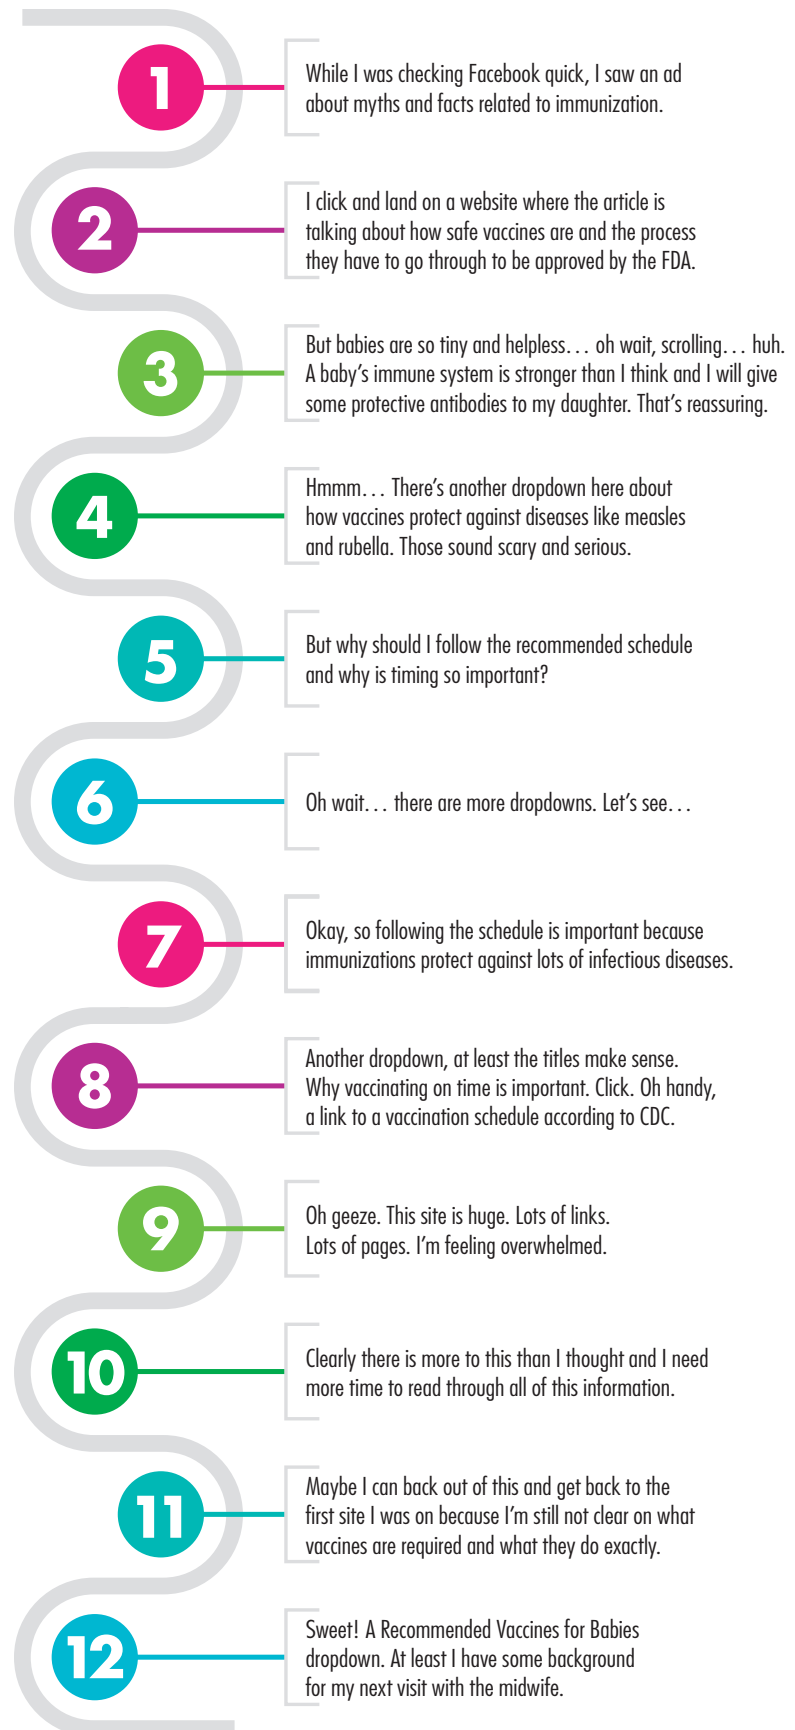 1
While I was checking Facebook quick, I saw an ad
about myths and facts related to immunization.
2
I click and land on a website where the article is
talking about how safe vaccines are and the process
they have to go through to be approved by the FDA.
3
But babies are so tiny and helpless… oh wait, scrolling… huh.
A baby’s immune system is stronger than I think and I will give
some protective antibodies to my daughter. That’s reassuring.
4
Hmmm… There’s another dropdown here about
how vaccines protect against diseases like measles
and rubella. Those sound scary and serious.
5
But why should I follow the recommended schedule
and why is timing so important?
6
Oh wait… there are more dropdowns. Let’s see…
7
Okay, so following the schedule is important because
immunizations protect against lots of infectious diseases.
8
Another dropdown, at least the titles make sense.
Why vaccinating on time is important. Click. Oh handy,
a link to a vaccination schedule according to CDC.
9
Oh geeze. This site is huge. Lots of links.
Lots of pages. I’m feeling overwhelmed.
10
Clearly there is more to this than I thought and I need
more time to read through all of this information.
11
Maybe I can back out of this and get back to the
first site I was on because I’m still not clear on what
vaccines are required and what they do exactly.
12
Sweet! A Recommended Vaccines for Babies
dropdown. At least I have some background
for my next visit with the midwife.